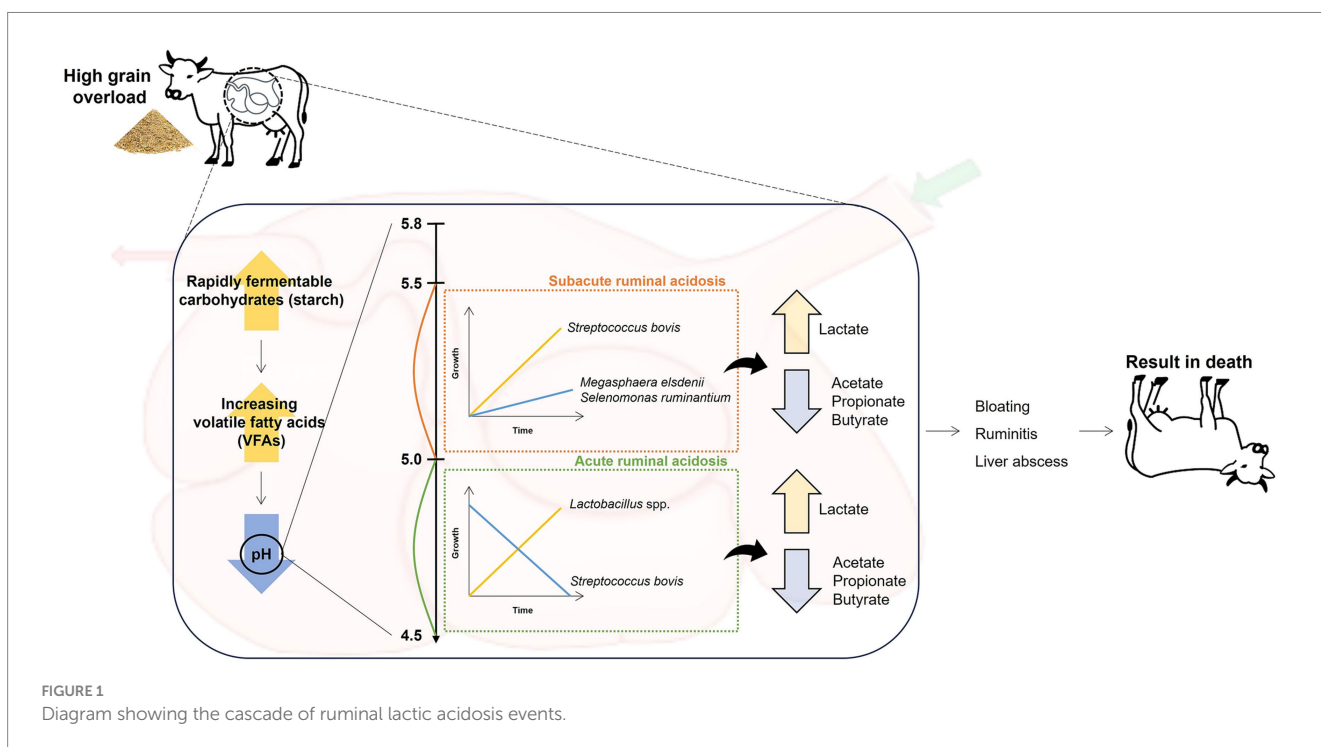 High grain
overload
Rapidly fermentable
carbohydrates (starch)
Increasing
volatile fatty acids
(VFAs)
pH
5.8
5.5
5.0
4.5
Subacute ruminal acidosis
Growth
Time
Streptococcus bovis
Megasphaera elsdenii
Selenomonas ruminantium
Lactate
Acetate
Propionate
Butyrate
Acute ruminal acidosis
Growth
Time
Lactobacillus spp.
Streptococcus bovis
Lactate
Acetate
Propionate
Butyrate
Bloating
Ruminitis
Liver abscess
Result in death
FIGURE 1
Diagram showing the cascade of ruminal lactic acidosis events.